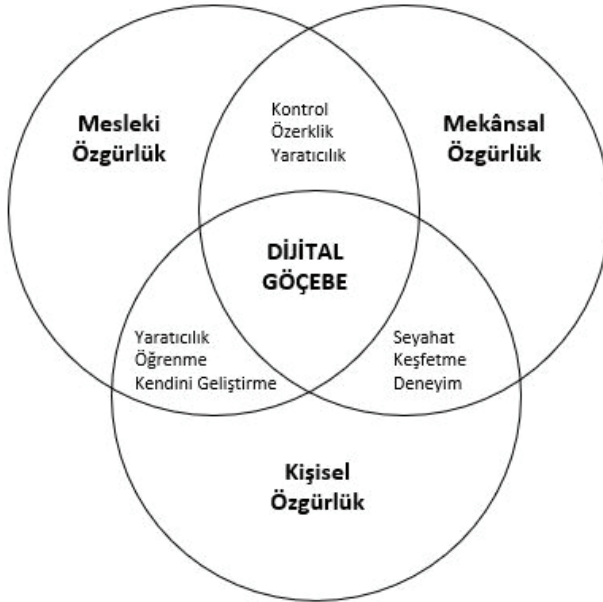 Kontrol
Özerklik
Yaratıcılık
Mesleki
Özgürlük
Mekânsal
Özgürlük
DİJİTAL
GÖÇEBE
Yaratıcılık
Öğrenme
Kendini Geliştirme
Seyahat
Keşfetme
Deneyim
Kişisel
Özgürlük